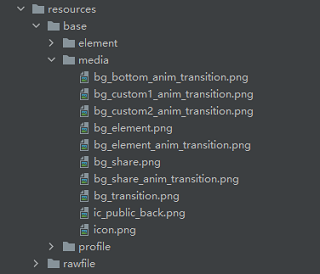 resources
base
element
media
bg_bottom_anim_transition.png
bg_custom1_anim_transition.png
bg_custom2_anim_transition.png
bg_element.png
bg_element_anim_transition.png
bg_share.png
bg_share_anim_transition.png
bg_transition.png
ic_public_back.png
icon.png
profile
rawfile